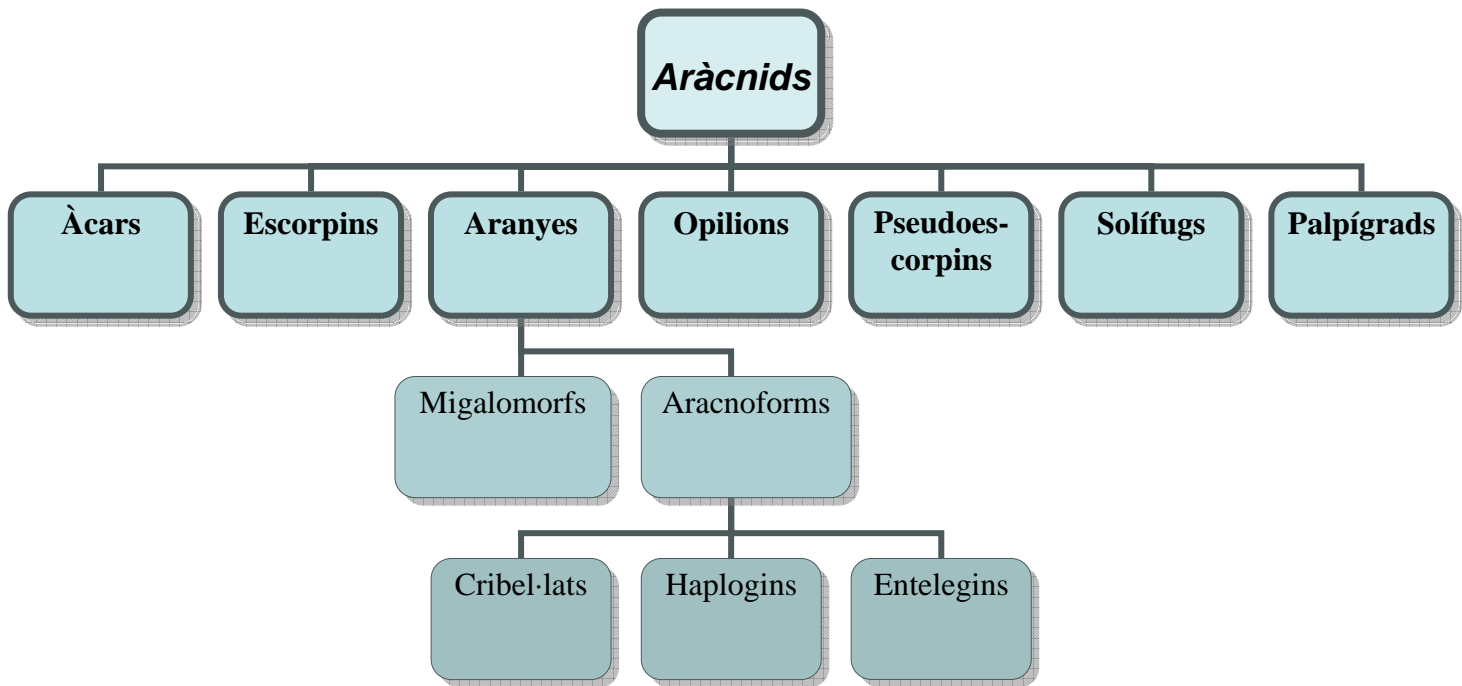 Aràcnids
Àcars
Escorpins
Aranyes
Opilions
Pseudoes-
corpins
Solífugs
Palpígrads
Migalomorfs
Aracnoforms
Cribel·lats
Haplogins
Entelegins